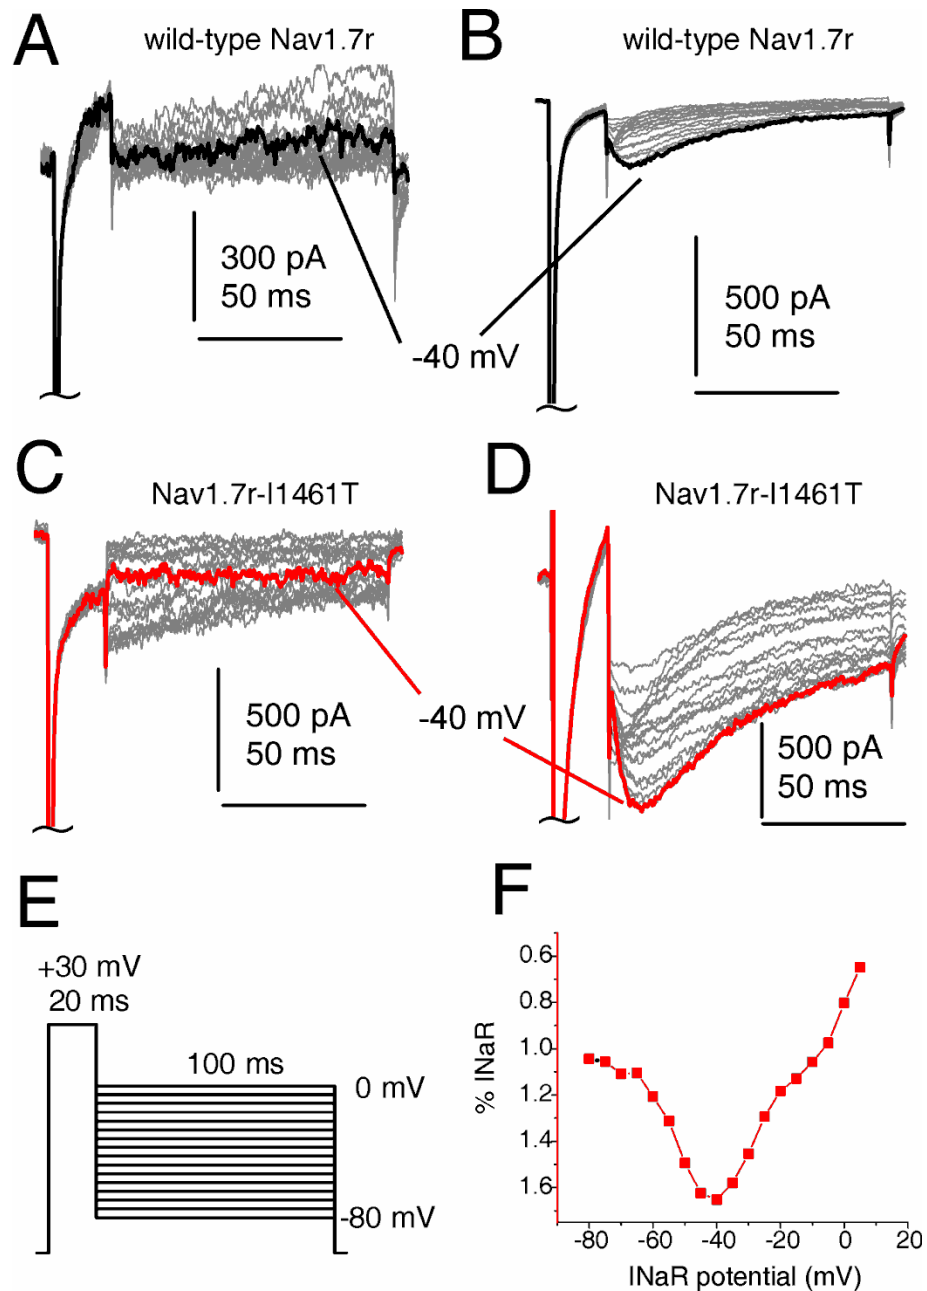 A
wild-type Nav1.7r
300 pA
50 ms
B
wild-type Nav1.7r
500 pA
50 ms
-40 mV
C
Nav1.7r-I1461T
500 pA
50 ms
D
Nav1.7r-I1461T
500 pA
50 ms
-40 mV
E
+30 mV
20 ms
100 ms
0 mV
-80 mV
F
% INaR
0.6
0.8
1.0
1.2
1.4
1.6
-80 -60 -40 -20 0 20
INaR potential (mV)